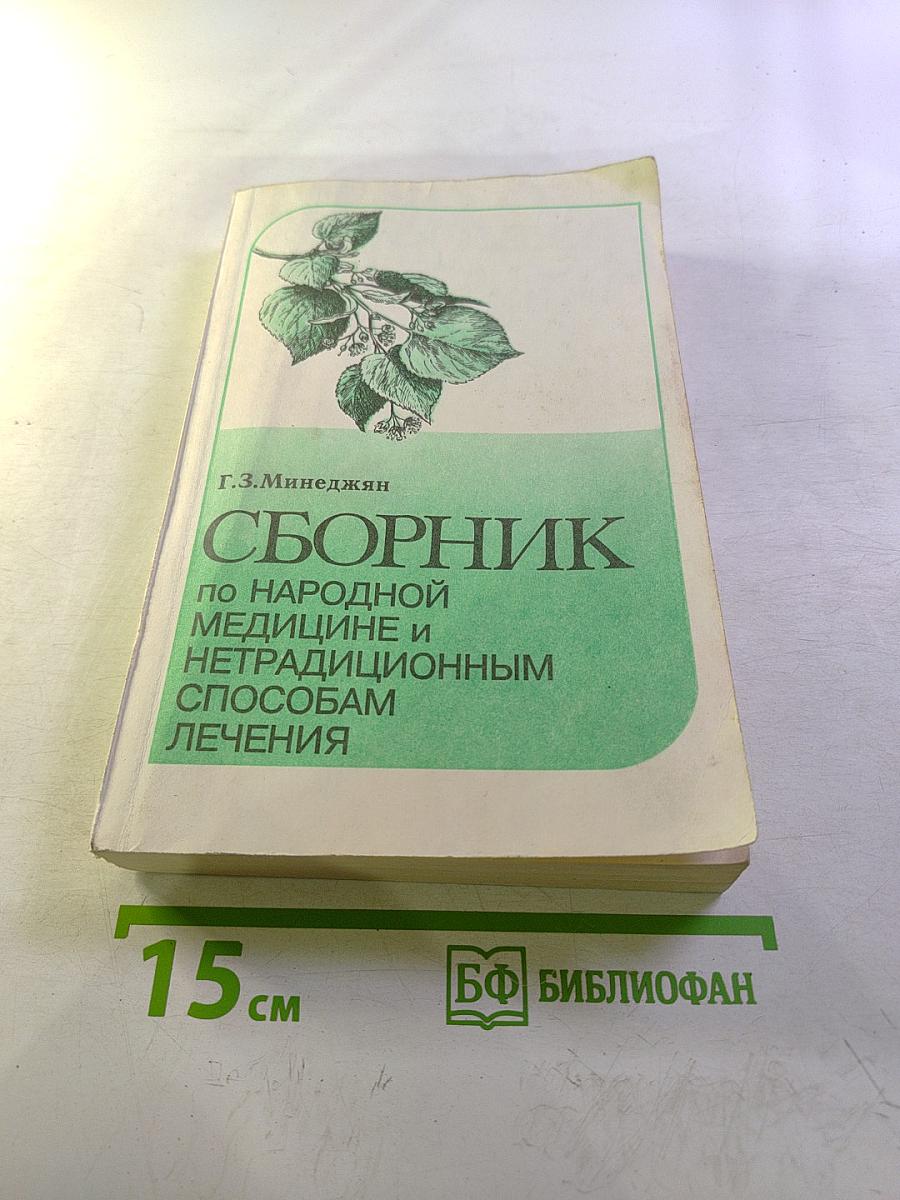 Г.З.Минеджян
СБОРНИК
по НАРОДНОЙ
МЕДИЦИНЕ и
НЕТРАДИЦИОННЫМ
СПОСОБАМ
ЛЕЧЕНИЯ
15 см
БФ БИБЛИОФАН